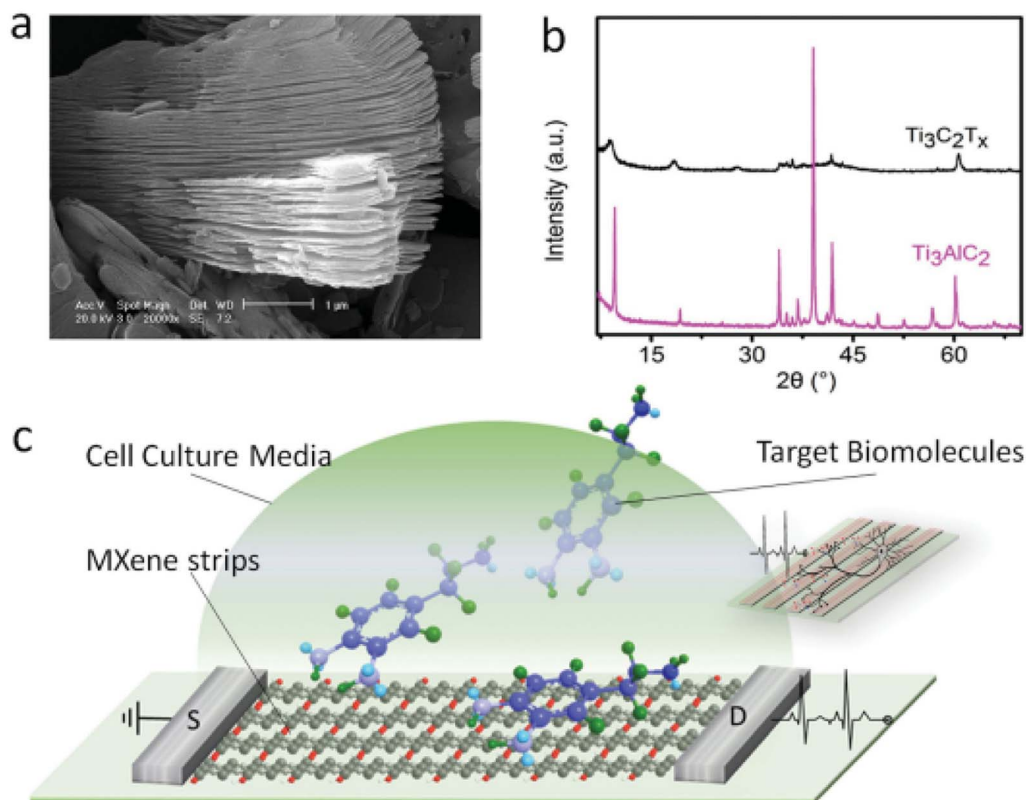 a
Acc.V Spot Magn Det WD 1 µm
20.0 kV 3.0 20000x SE 7.2
b
Intensity (a.u.)
Ti₃C₂Tₓ
Ti₃AlC₂
15 30 45 60
2θ (°)
c
Cell Culture Media
Target Biomolecules
MXene strips
S
D